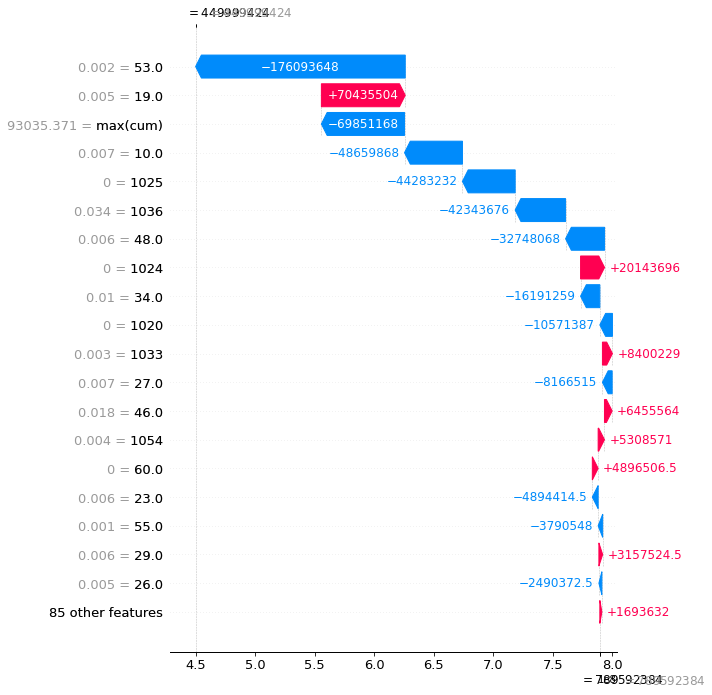 0.002 = 53.0 −176093648
0.005 = 19.0 +70435504
93035.371 = max(cum) −69851168
0.007 = 10.0 −48659868
0 = 1025 −44283232
0.034 = 1036 −42343676
0.006 = 48.0 −32748068
0 = 1024 +20143696
0.01 = 34.0 −16191259
0 = 1020 −10571387
0.003 = 1033 +8400229
0.007 = 27.0 −8166515
0.018 = 46.0 +6455564
0.004 = 1054 +5308571
0 = 60.0 +4896506.5
0.006 = 23.0 −4894414.5
0.001 = 55.0 −3790548
0.006 = 29.0 +3157524.5
0.005 = 26.0 −2490372.5
85 other features +1693632
4.5 5.0 5.5 6.0 6.5 7.0 7.5 8.0